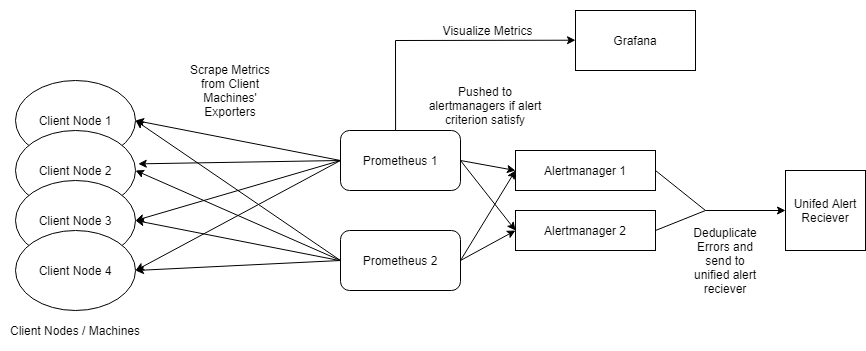 Visualize Metrics
Grafana
Scrape Metrics
from Client
Machines'
Exporters
Pushed to
alertmanagers if alert
criterion satisfy
Client Node 1
Client Node 2
Client Node 3
Client Node 4
Prometheus 1
Prometheus 2
Alertmanager 1
Alertmanager 2
Unifed Alert
Reciever
Deduplicate
Errors and
send to
unified alert
reciever
Client Nodes / Machines